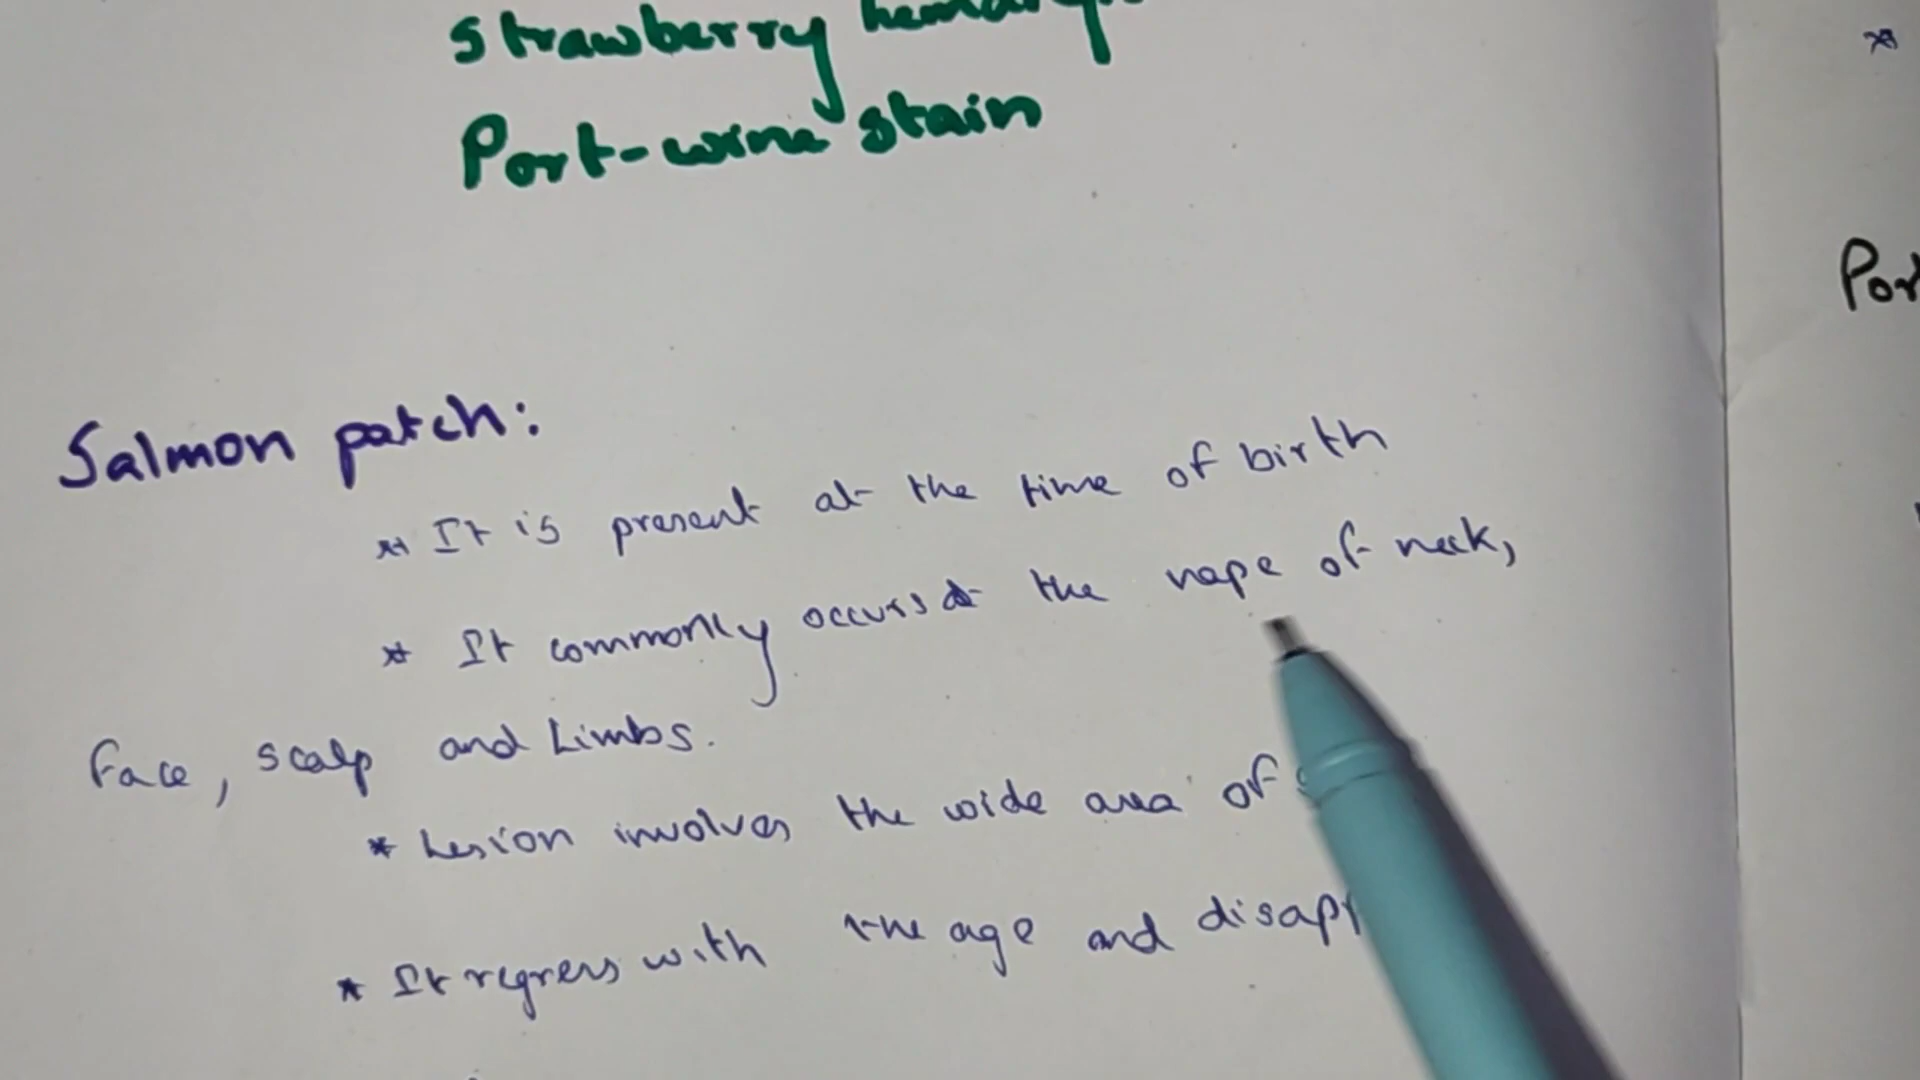 Strawberry
Port-wine stain
Salmon patch:
* It is present at the time of birth
* It commonly occurs at the nape of neck,
Face, scalp and Limbs.
* Lesion involves the wide area of
* It regress with the age and
*
Por